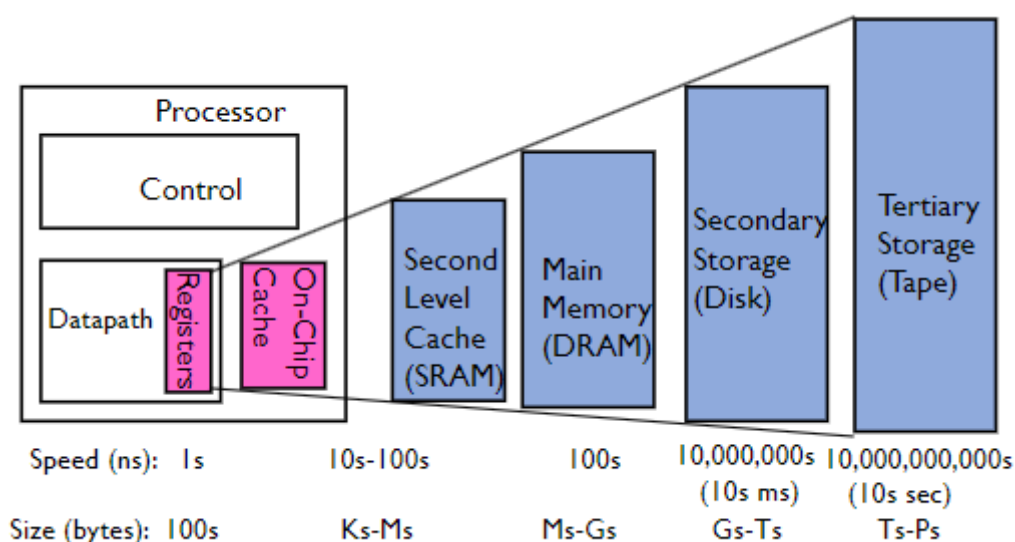 Processor
Control
Datapath
Registers
On-Chip
Cache
Second
Level
Cache
(SRAM)
Main
Memory
(DRAM)
Secondary
Storage
(Disk)
Tertiary
Storage
(Tape)
Speed (ns): 1s 10s-100s 100s 10,000,000s 10,000,000,000s
(10s ms) (10s sec)
Size (bytes): 100s Ks-Ms Ms-Gs Gs-Ts Ts-Ps